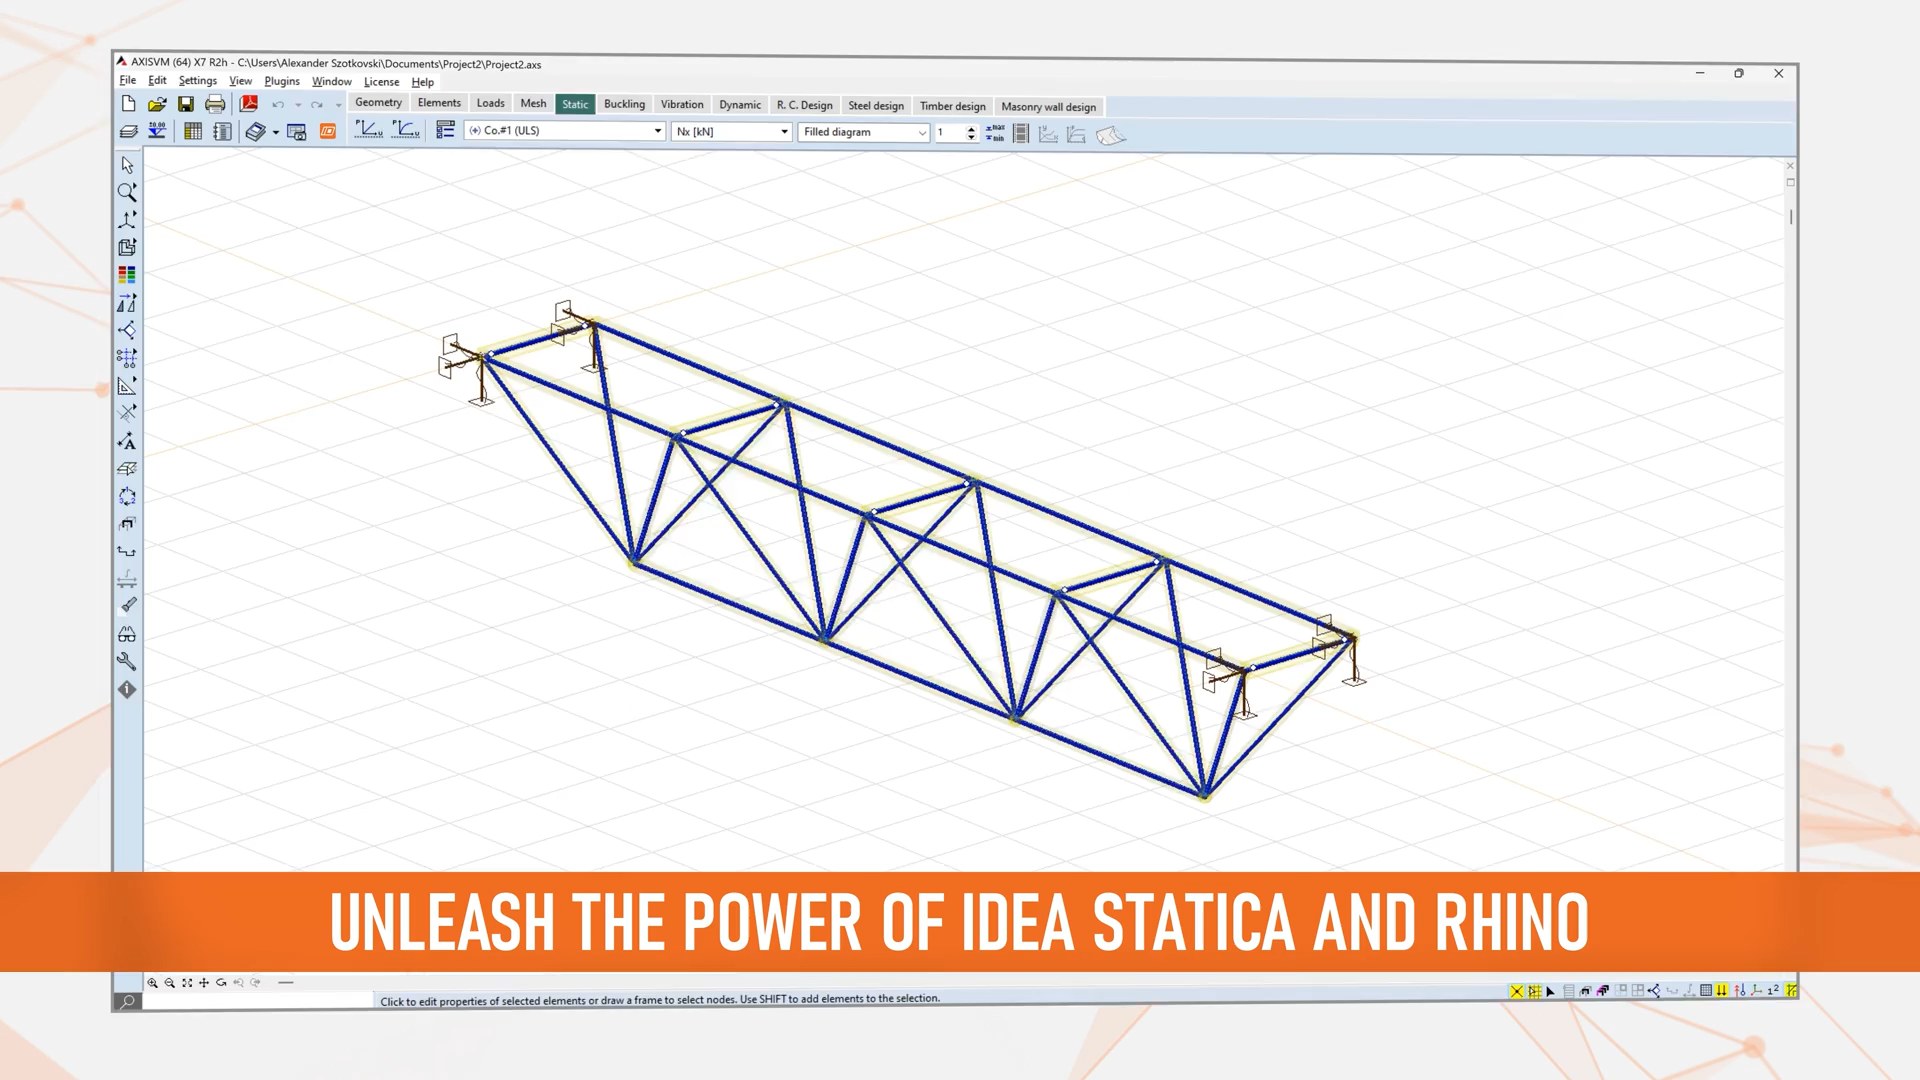 AXISVM (64) X7 R2h - C:\Users\Alexander Szotkovski\Documents\Project2\Project2.axs
File Edit Settings View Plugins Window License Help
Geometry Elements Loads Mesh Static Buckling Vibration Dynamic R. C. Design Steel design Timber design Masonry wall design
Co.#1 (ULS) Nx [kN] Filled diagram 1
UNLEASH THE POWER OF IDEA STATICA AND RHINO
Click to edit properties of selected elements or draw a frame to select nodes. Use SHIFT to add elements to the selection.